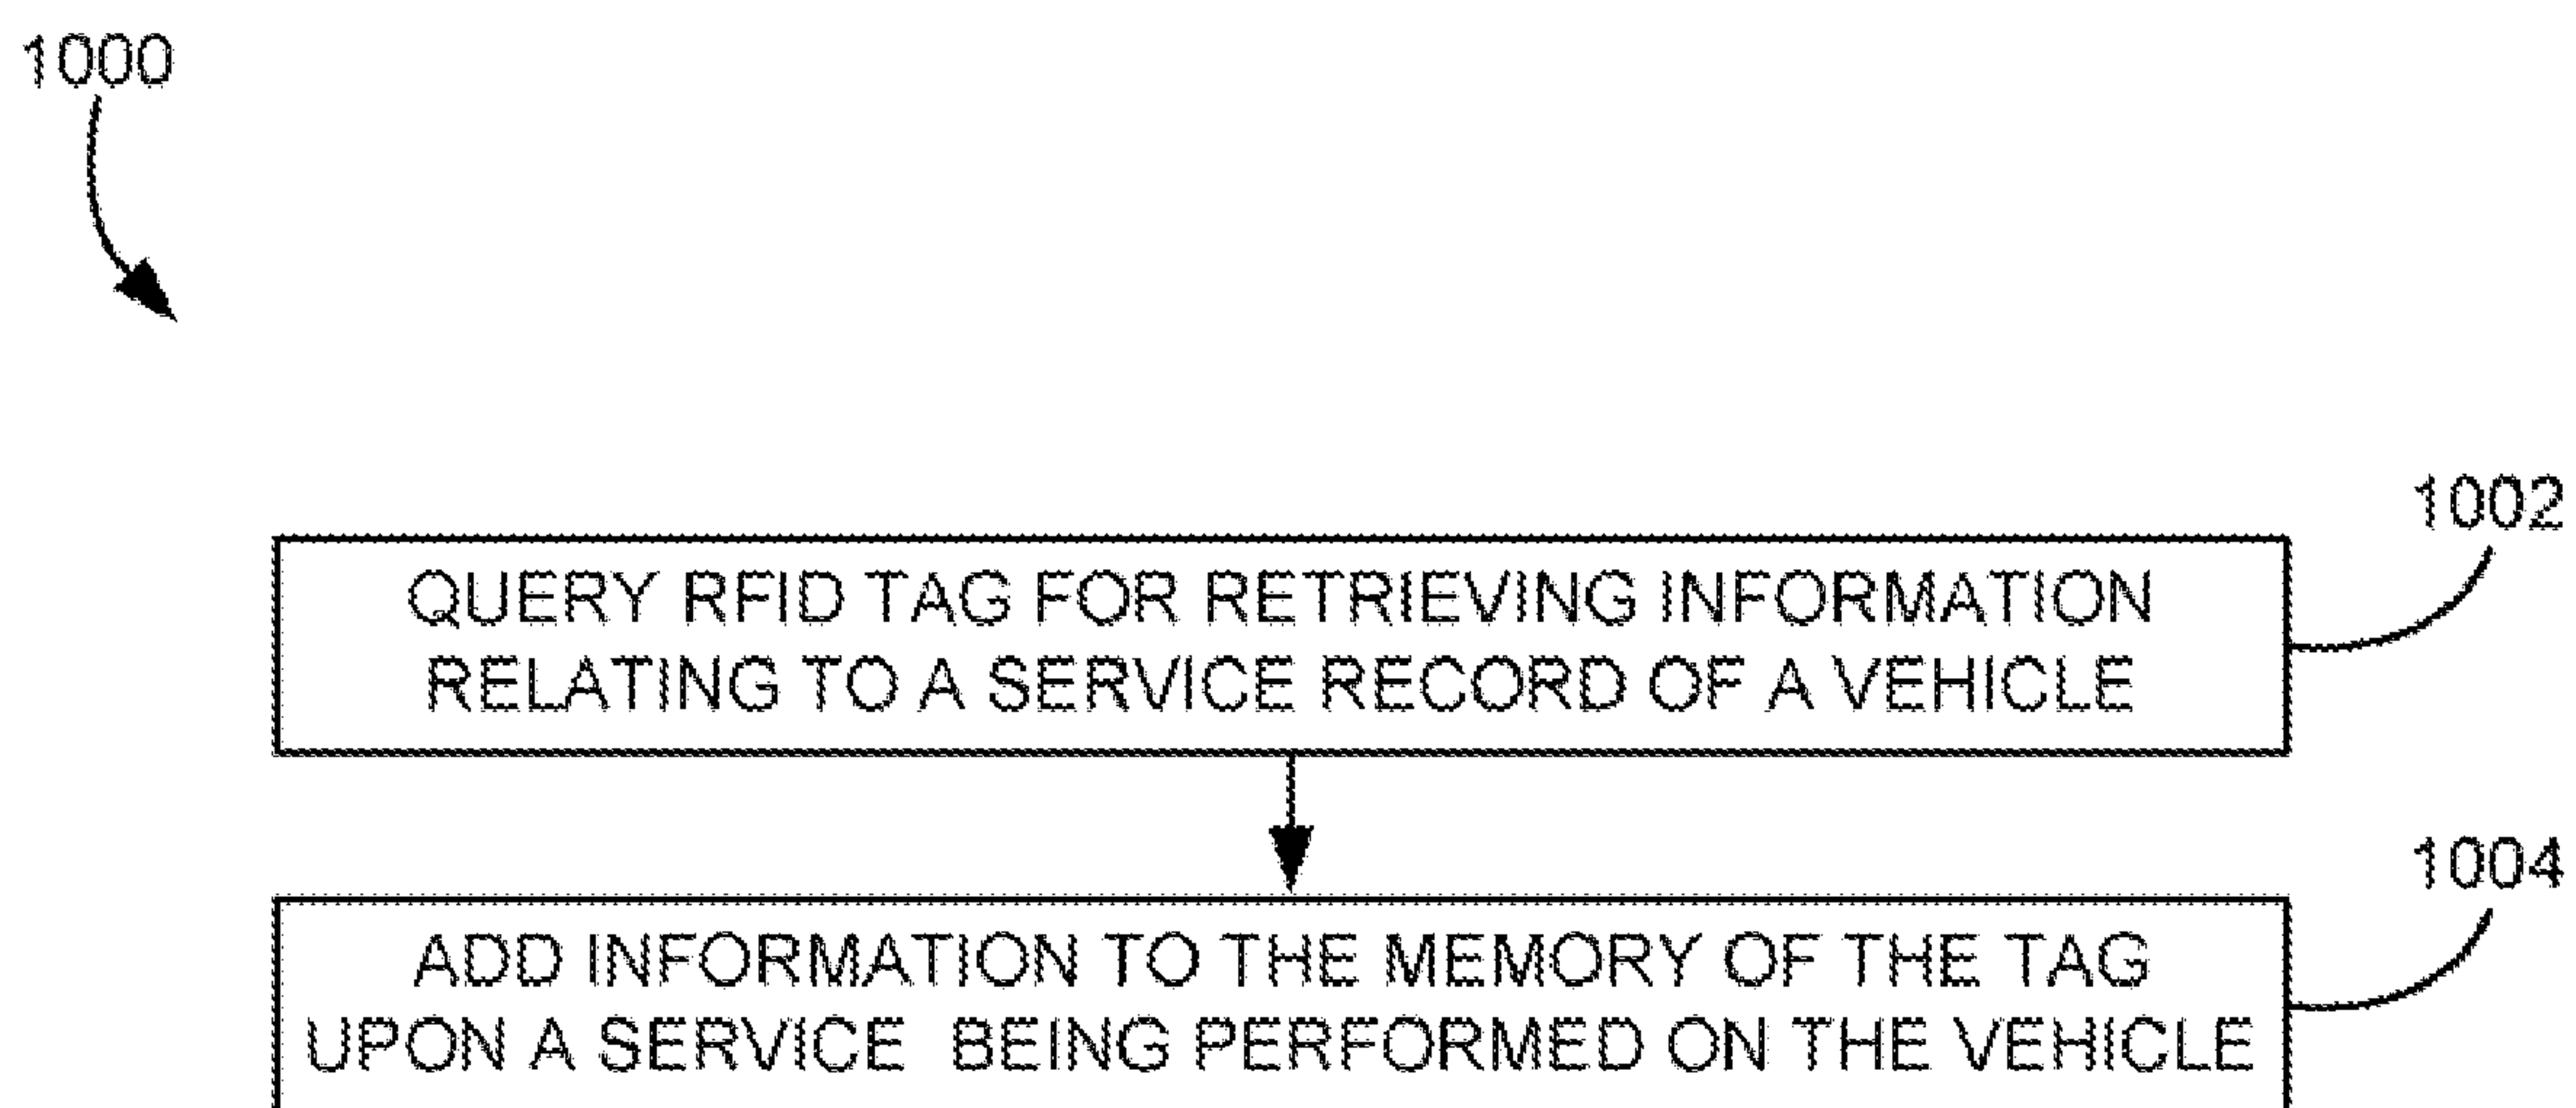 1000
1002
QUERY RFID TAG FOR RETRIEVING INFORMATION
RELATING TO A SERVICE RECORD OF A VEHICLE
1004
ADD INFORMATION TO THE MEMORY OF THE TAG
UPON A SERVICE BEING PERFORMED ON THE VEHICLE